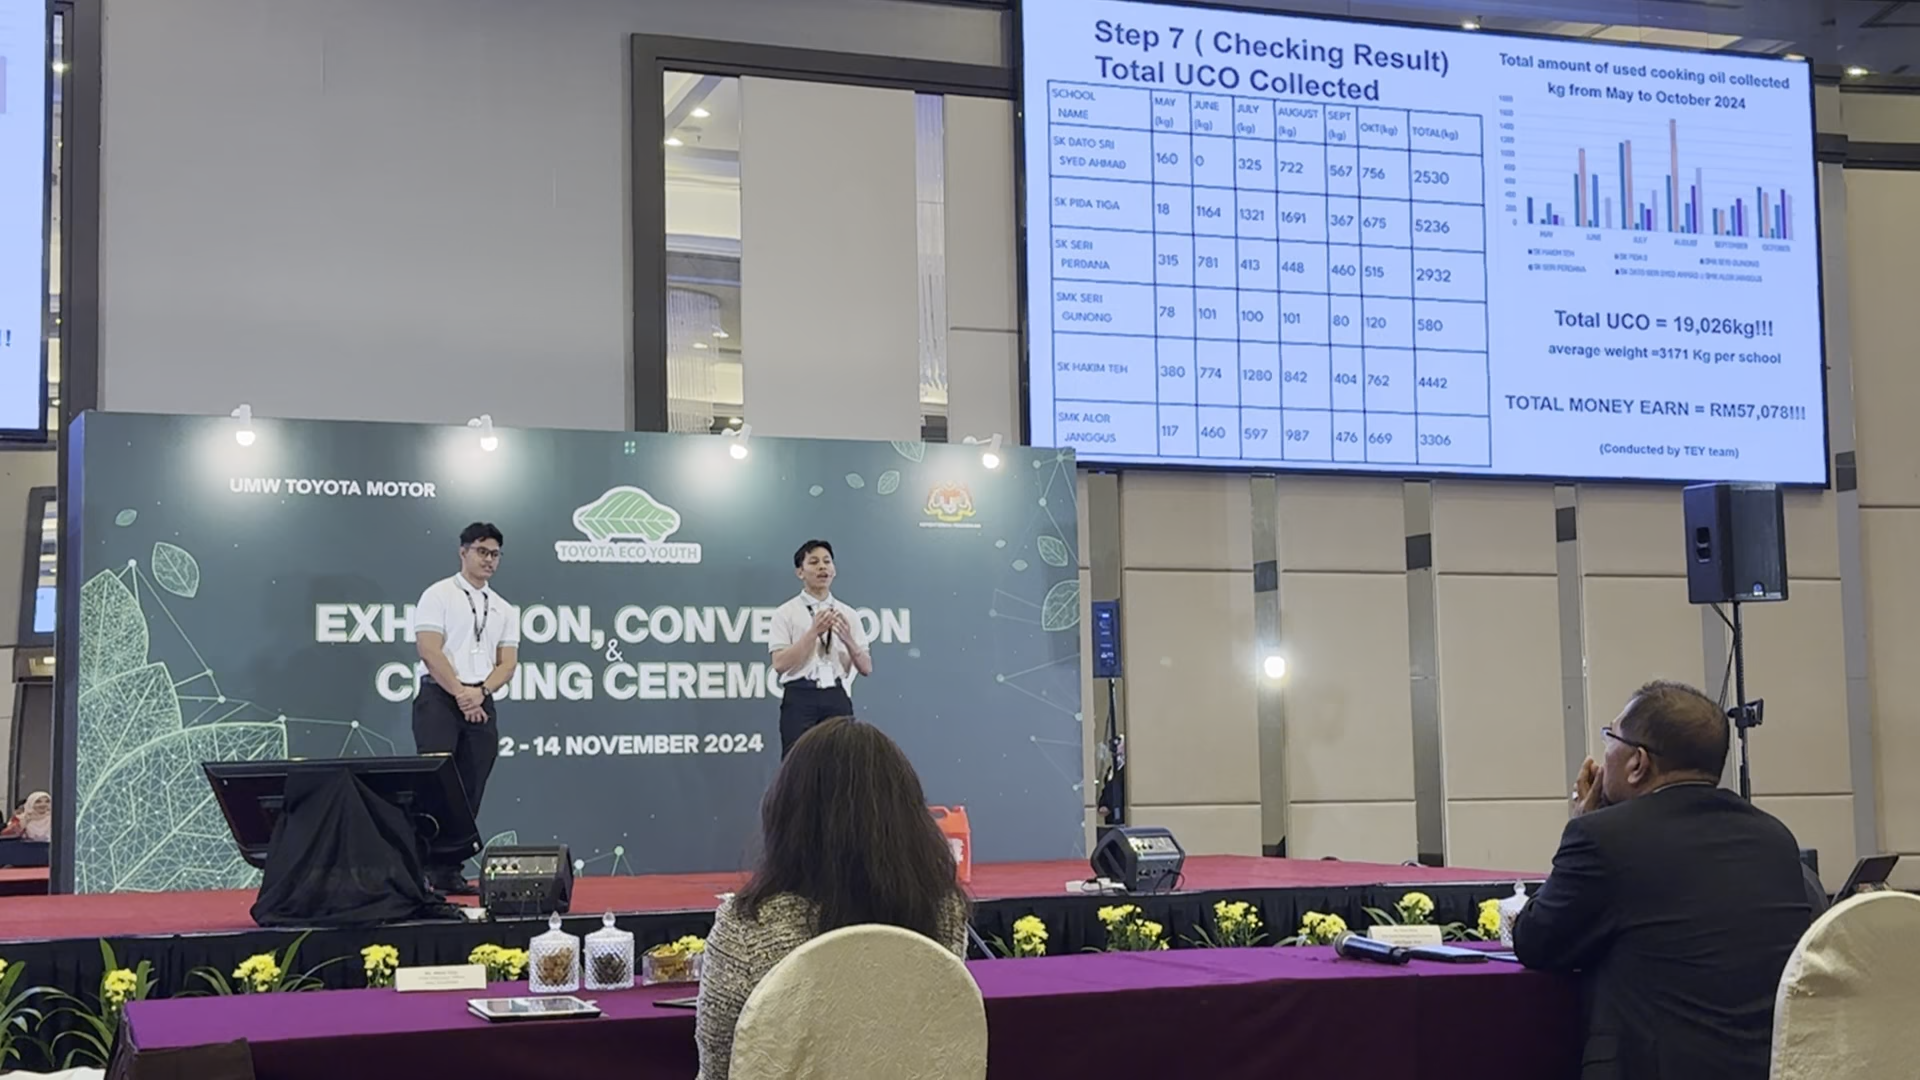 Step 7 ( Checking Result)
Total UCO Collected
SCHOOL NAME MAY (kg) JUNE (kg) JULY (kg) AUGUST (kg) SEPT (kg) OKT(kg) TOTAL(kg)
SK DATO SRI SYED AHMAD 160 0 325 722 567 756 2530
SK PIDA TIGA 18 1164 1321 1691 367 675 5236
SK SERI PERDANA 315 781 413 448 460 515 2932
SMK SERI GUNONG 78 101 100 101 80 120 580
SK HAKIM TEH 380 774 1280 842 404 762 4442
SMK ALOR JANGGUS 117 460 597 987 476 669 3306
Total amount of used cooking oil collected
kg from May to October 2024
MAY JUNE JULY AUGUST SEPTEMBER OCTOBER
Total UCO = 19,026kg!!!
average weight =3171 Kg per school
TOTAL MONEY EARN = RM57,078!!!
(Conducted by TEY team)
!!
UMW TOYOTA MOTOR
TOYOTA ECO YOUTH
EXH ION, CONVE ON
&
C SING CEREMO
2 - 14 NOVEMBER 2024